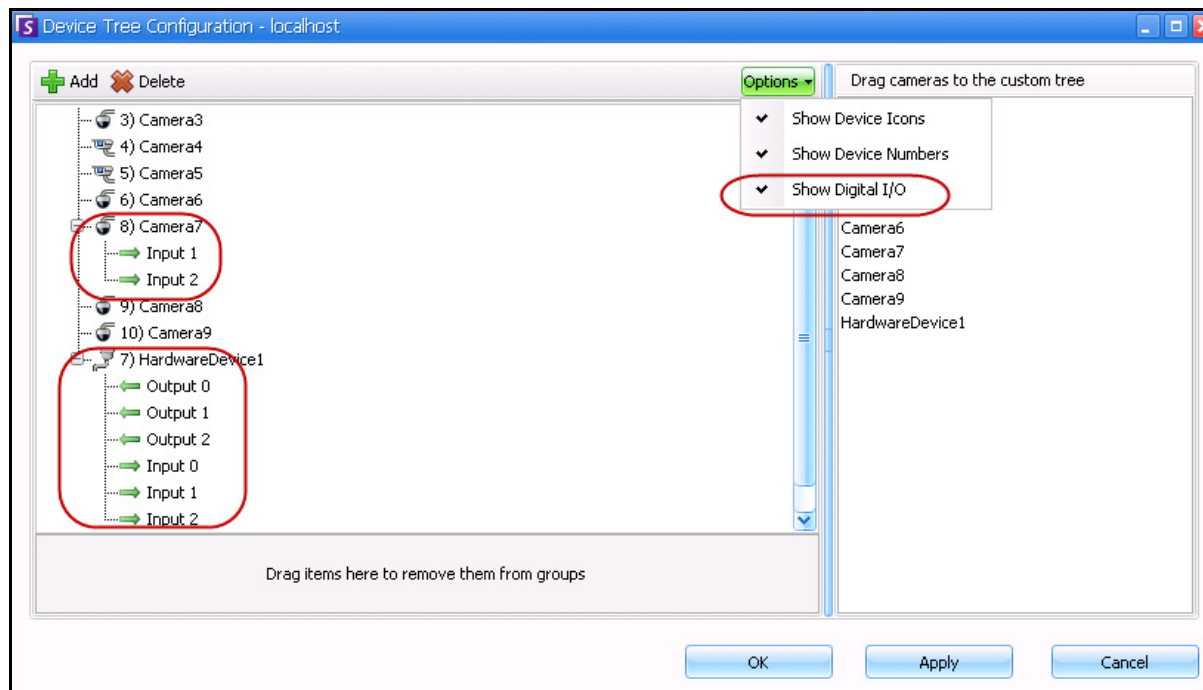 Device Tree Configuration - localhost
Add Delete Options Drag cameras to the custom tree
Show Device Icons
Show Device Numbers
Show Digital I/O
3) Camera3
4) Camera4
5) Camera5
6) Camera6
8) Camera7
Input 1
Input 2
9) Camera8
10) Camera9
7) HardwareDevice1
Output 0
Output 1
Output 2
Input 0
Input 1
Input 2
Camera6
Camera7
Camera8
Camera9
HardwareDevice1
Drag items here to remove them from groups
OK Apply Cancel